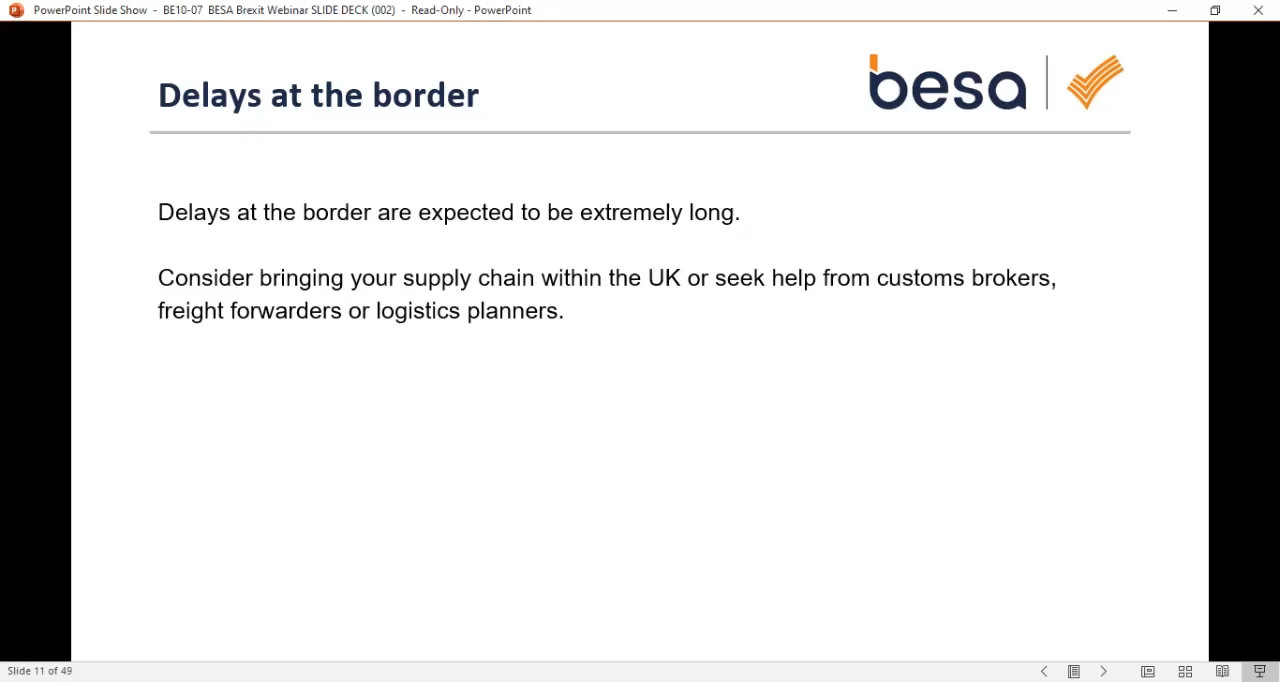 PowerPoint Slide Show - BE10-07 BESA Brexit Webinar SLIDE DECK (002) - Read-Only - PowerPoint
Delays at the border
besa
Delays at the border are expected to be extremely long.
Consider bringing your supply chain within the UK or seek help from customs brokers,
freight forwarders or logistics planners.
Slide 11 of 49